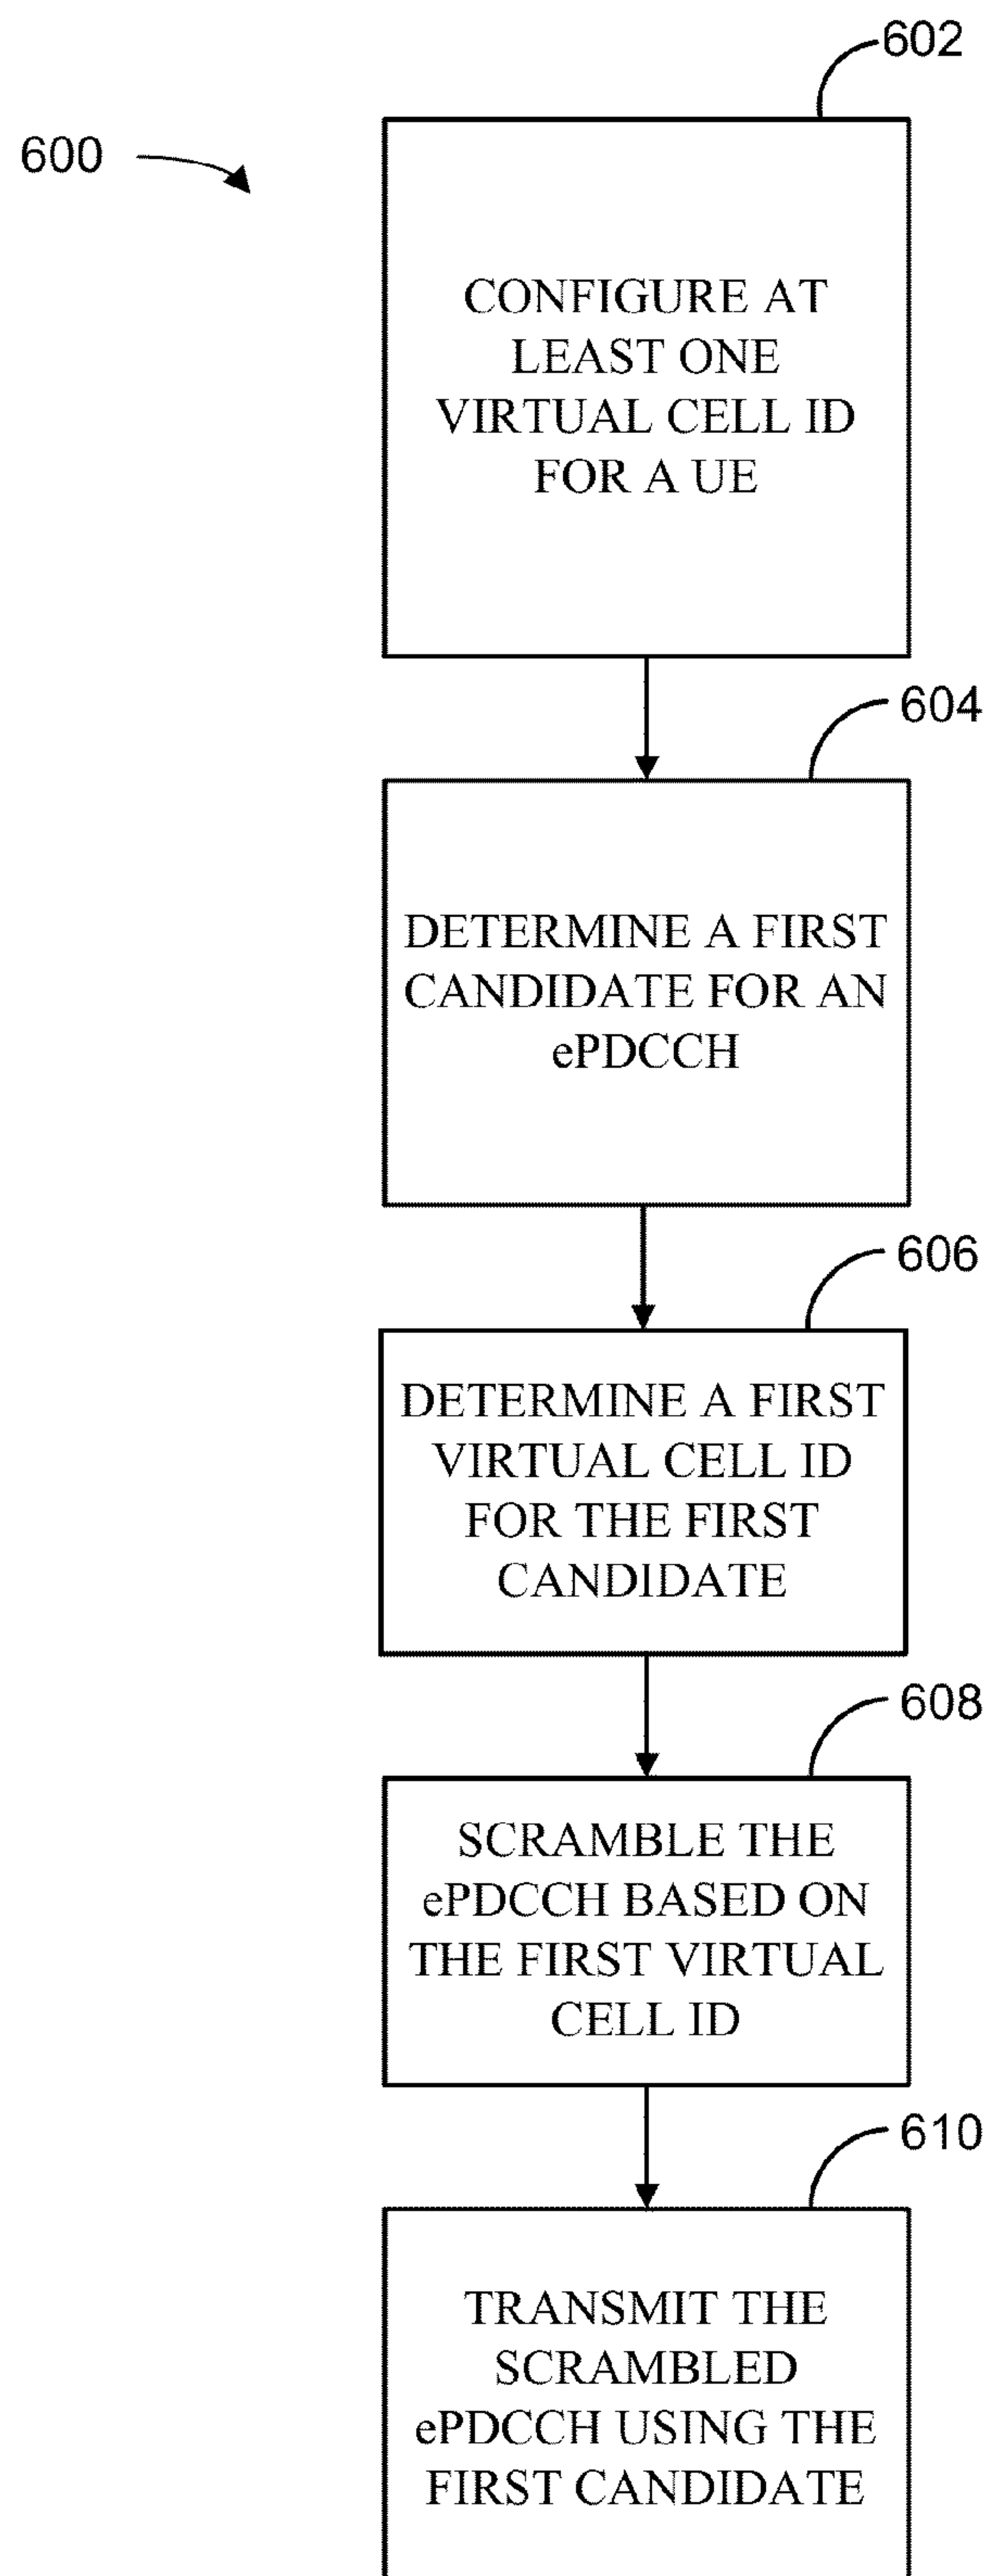 602
600
CONFIGURE AT
LEAST ONE
VIRTUAL CELL ID
FOR A UE
604
DETERMINE A FIRST
CANDIDATE FOR AN
ePDCCH
606
DETERMINE A FIRST
VIRTUAL CELL ID
FOR THE FIRST
CANDIDATE
608
SCRAMBLE THE
ePDCCH BASED ON
THE FIRST VIRTUAL
CELL ID
610
TRANSMIT THE
SCRAMBLED
ePDCCH USING THE
FIRST CANDIDATE